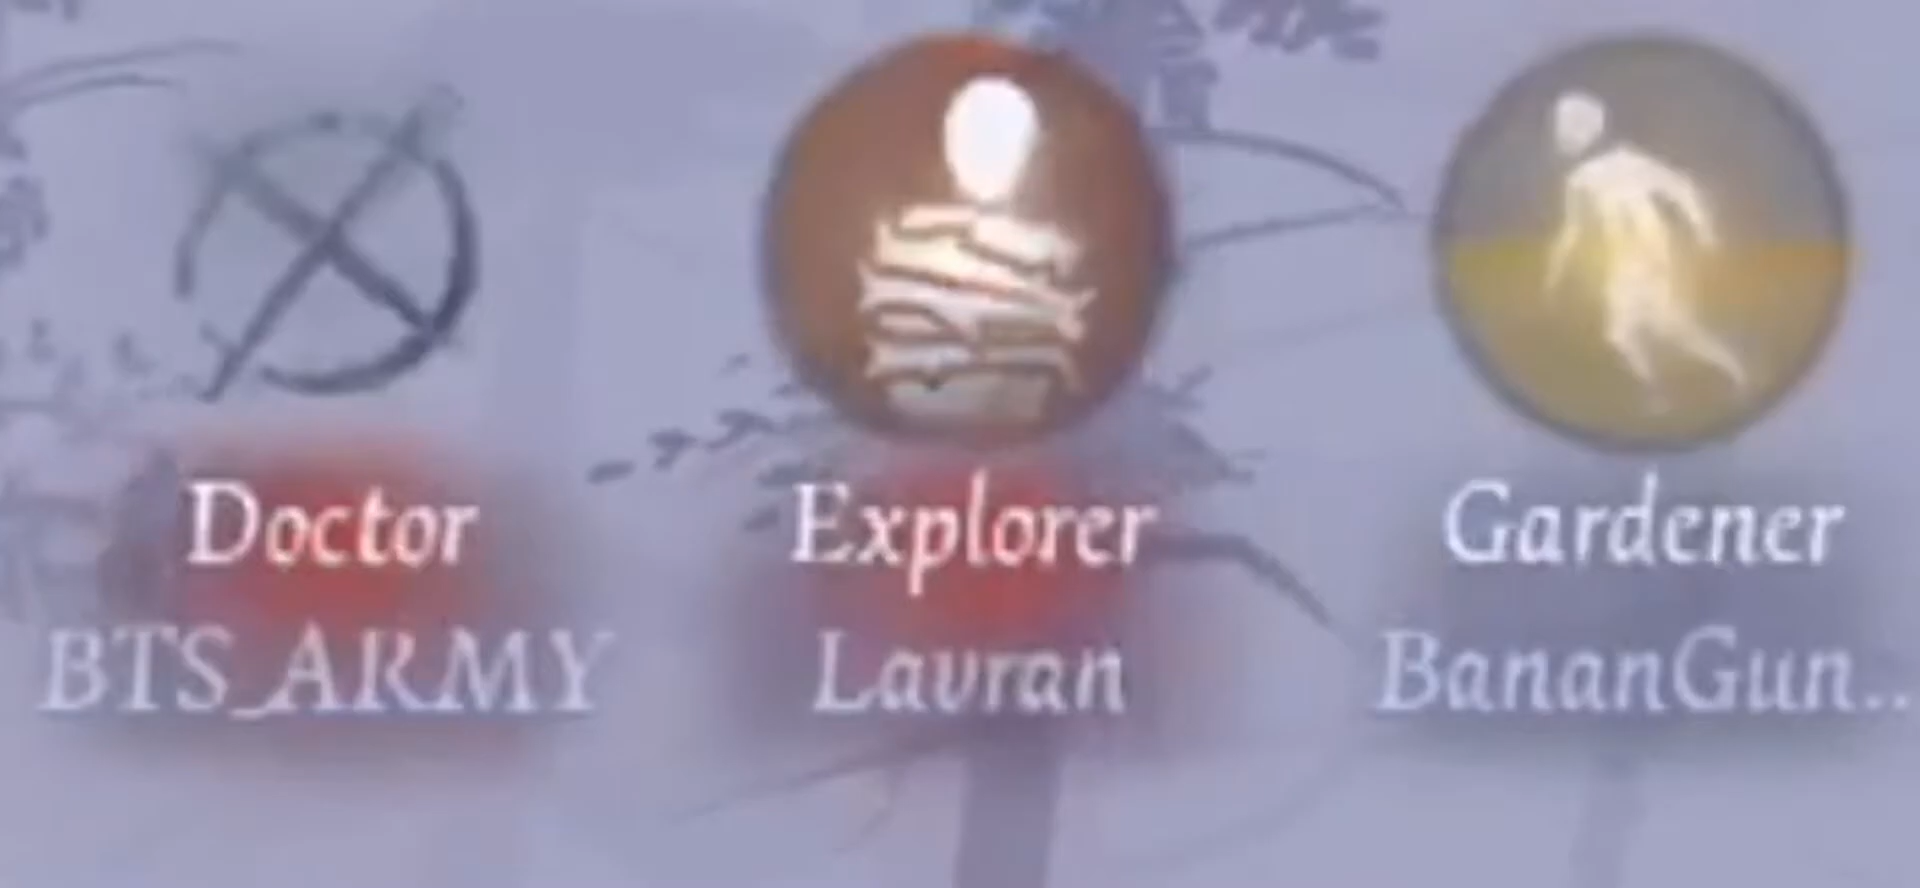 Doctor
BTS_ARMY
Explorer
Lavran
Gardener
BananGun..